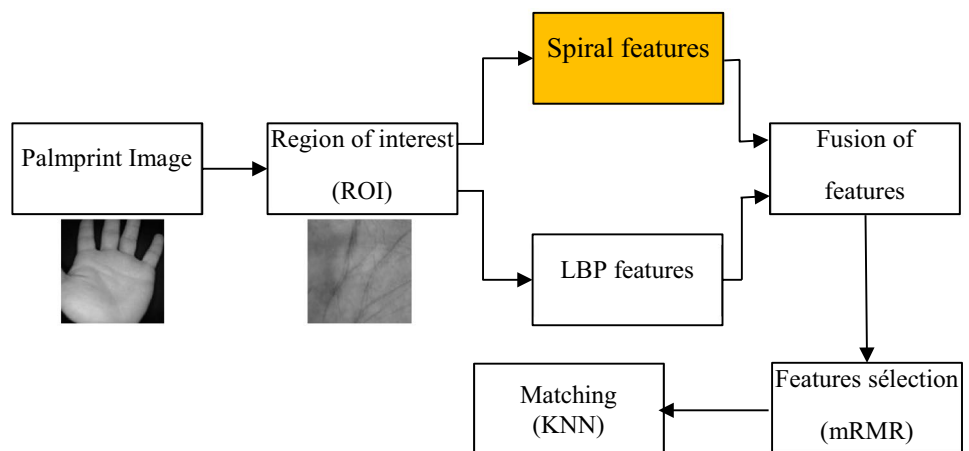 Spiral features
Palmprint Image
Region of interest
(ROI)
Fusion of
features
LBP features
Features sélection
(mRMR)
Matching
(KNN)